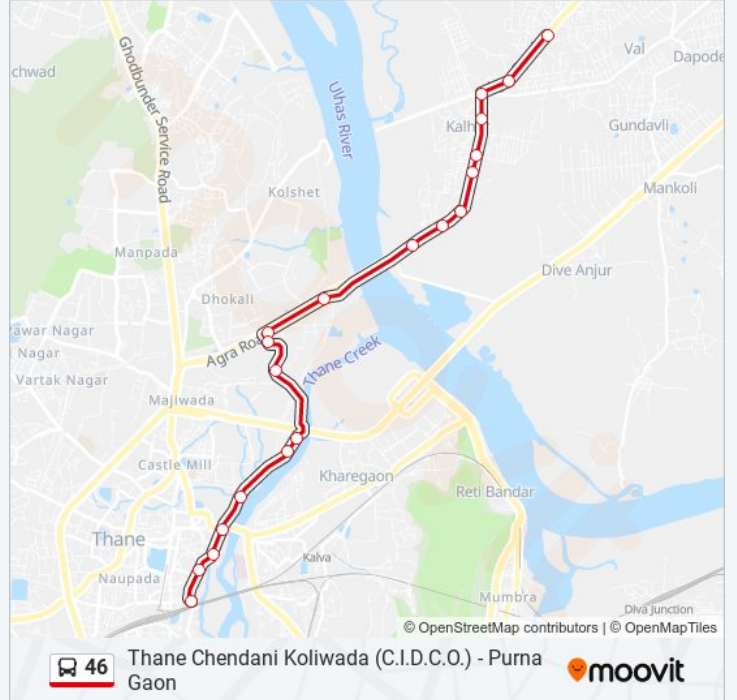 Ghodbunder Service Road
chwad
Ulhas River
Val
Dapode
Kalh
Gundavli
Kolshet
Mankoli
Manpada
Dive Anjur
Dhokali
awar Nagar
Nagar
Agra Roa
Thane Creek
Vartak Nagar
Majiwada
Castle Mill
Kharegaon
Reti Bandar
Thane
Kalva
Naupada
Mumbra
Diva Junction
© OpenStreetMap contributors | © OpenMapTiles
46
Thane Chendani Koliwada (C.I.D.C.O.) - Purna
Gaon
moovit